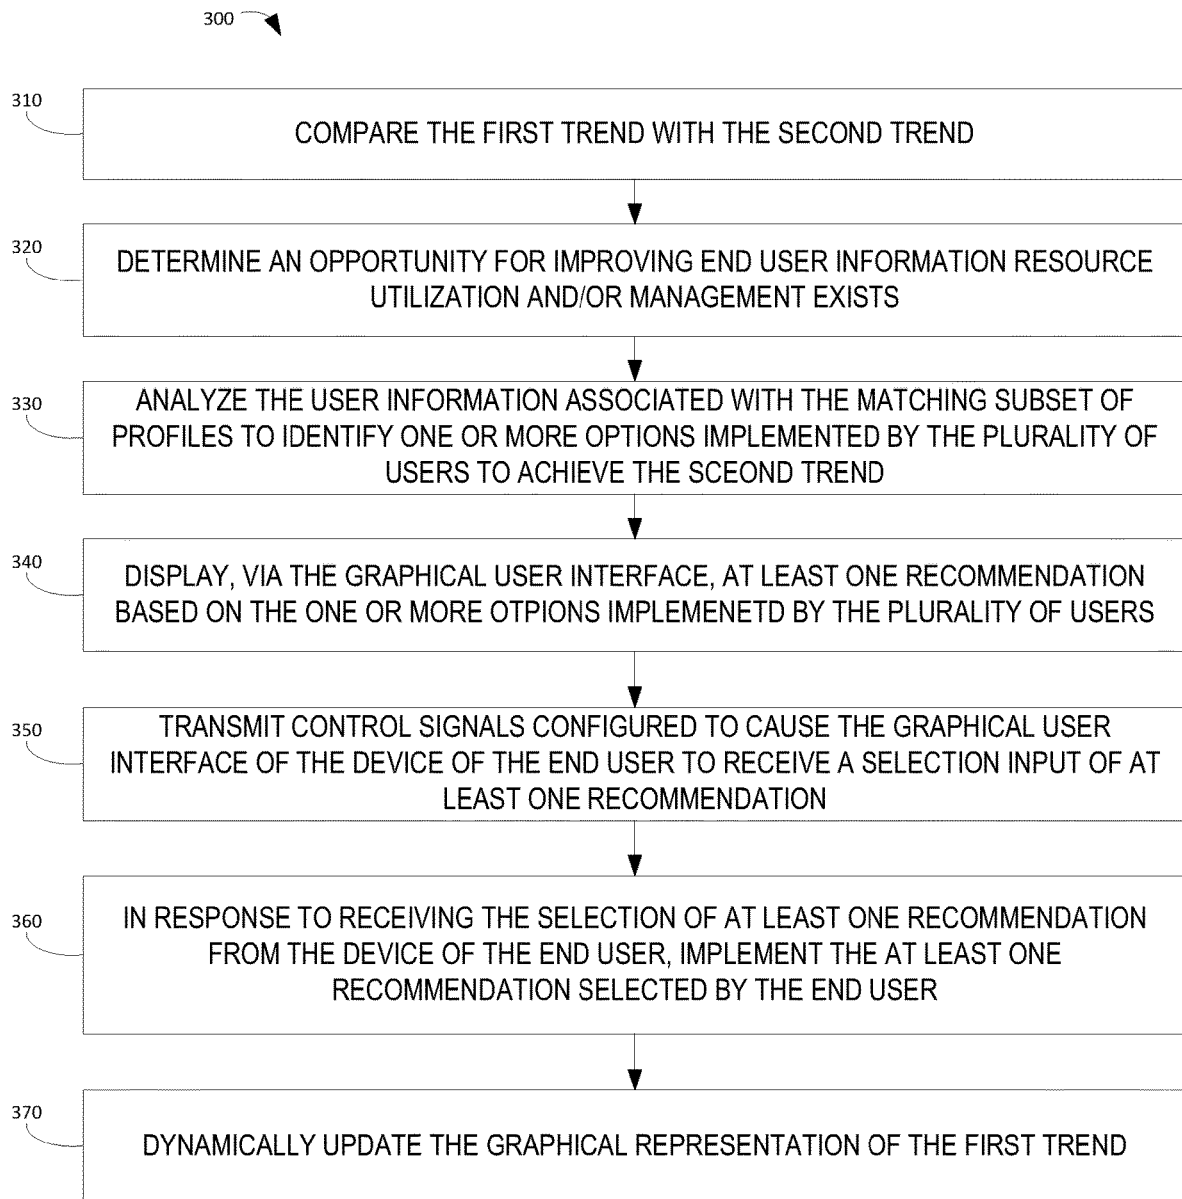 300
310
COMPARE THE FIRST TREND WITH THE SECOND TREND
320
DETERMINE AN OPPORTUNITY FOR IMPROVING END USER INFORMATION RESOURCE
UTILIZATION AND/OR MANAGEMENT EXISTS
330
ANALYZE THE USER INFORMATION ASSOCIATED WITH THE MATCHING SUBSET OF
PROFILES TO IDENTIFY ONE OR MORE OPTIONS IMPLEMENTED BY THE PLURALITY OF
USERS TO ACHIEVE THE SCEOND TREND
340
DISPLAY, VIA THE GRAPHICAL USER INTERFACE, AT LEAST ONE RECOMMENDATION
BASED ON THE ONE OR MORE OTPIONS IMPLEMENETD BY THE PLURALITY OF USERS
350
TRANSMIT CONTROL SIGNALS CONFIGURED TO CAUSE THE GRAPHICAL USER
INTERFACE OF THE DEVICE OF THE END USER TO RECEIVE A SELECTION INPUT OF AT
LEAST ONE RECOMMENDATION
360
IN RESPONSE TO RECEIVING THE SELECTION OF AT LEAST ONE RECOMMENDATION
FROM THE DEVICE OF THE END USER, IMPLEMENT THE AT LEAST ONE
RECOMMENDATION SELECTED BY THE END USER
370
DYNAMICALLY UPDATE THE GRAPHICAL REPRESENTATION OF THE FIRST TREND